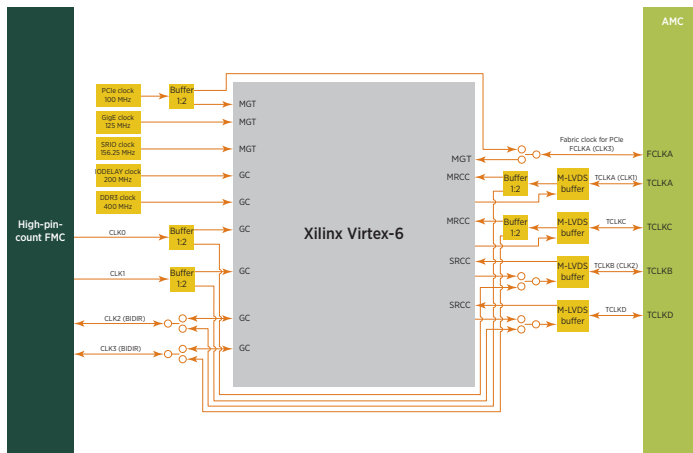 AMC
PCIe clock
100 MHz
Buffer
1:2
MGT
GigE clock
125 MHz
MGT
SRIO clock
156.25 MHz
MGT
IODELAY clock
200 MHz
GC
DDR3 clock
400 MHz
GC
High-pin-
count FMC
CLK0
Buffer
1:2
GC
CLK1
Buffer
1:2
GC
CLK2 (BIDIR)
GC
CLK3 (BIDIR)
GC
Xilinx Virtex-6
MGT
Fabric clock for PCIe
FCLKA (CLK3)
FCLKA
MRCC
Buffer
1:2
M-LVDS
buffer
TCLKA (CLK1)
TCLKA
MRCC
Buffer
1:2
M-LVDS
buffer
TCLKC
TCLKC
SRCC
M-LVDS
buffer
TCLKB (CLK2)
TCLKB
SRCC
M-LVDS
buffer
TCLKD
TCLKD